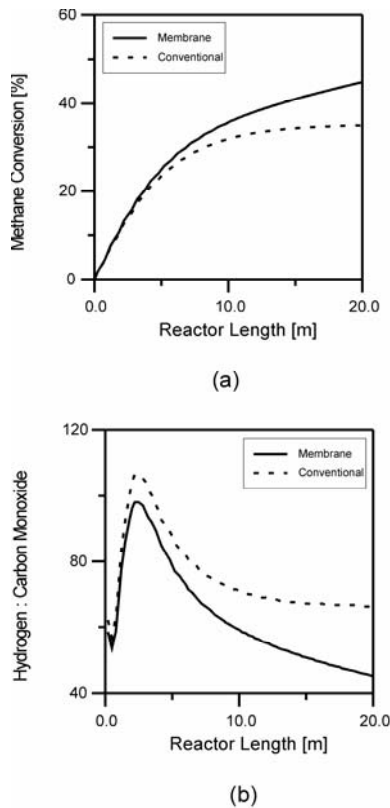 60
Membrane
Conventional
40
Methane Conversion [%]
20
0
0.0
10.0
20.0
Reactor Length [m]
(a)
120
Membrane
Conventional
Hydrogen : Carbon Monoxide
80
40
0.0
10.0
20.0
Reactor Length [m]
(b)